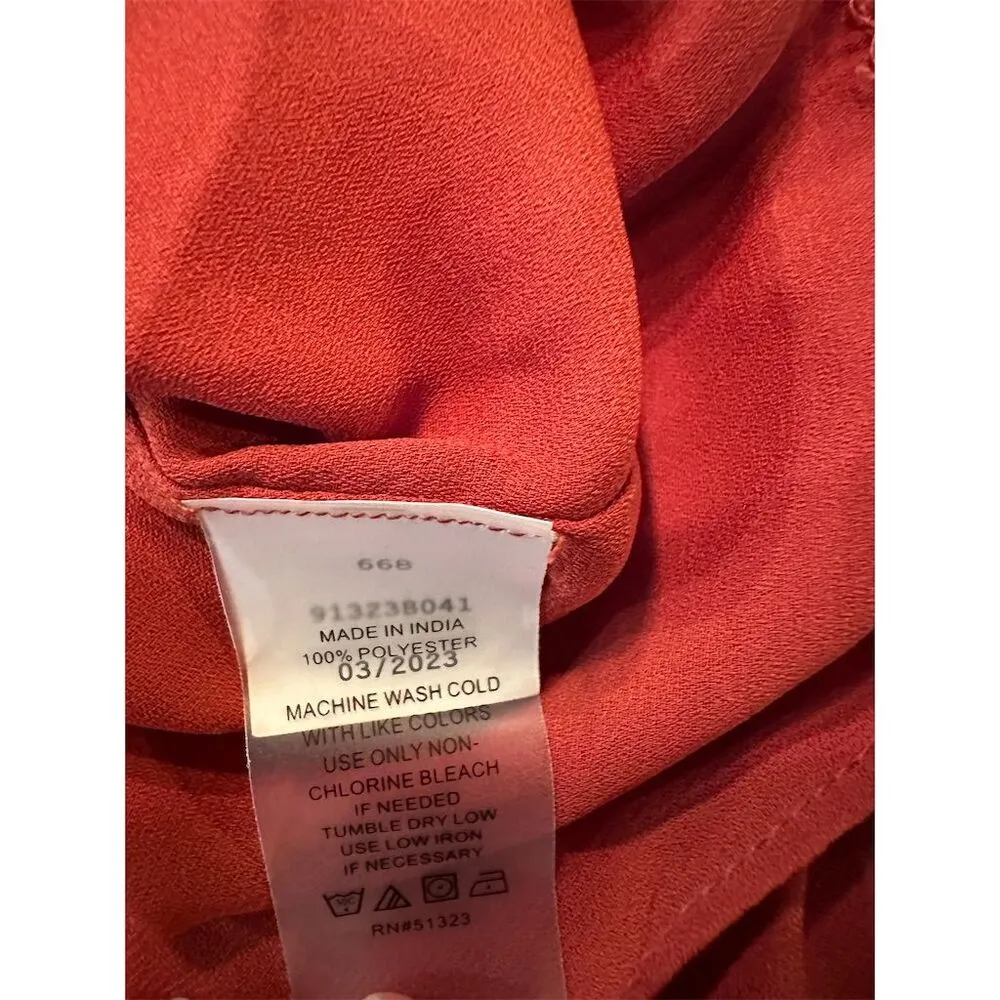 668
913238041
MADE IN INDIA
100% POLYESTER
03/2023
MACHINE WASH COLD
WITH LIKE COLORS
USE ONLY NON-
CHLORINE BLEACH
IF NEEDED
TUMBLE DRY LOW
USE LOW IRON
IF NECESSARY
30C
RN#51323